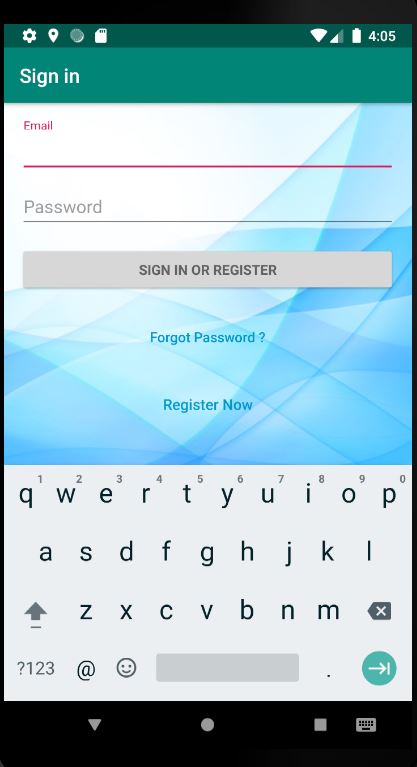 4:05
Sign in
Email
Password
SIGN IN OR REGISTER
Forgot Password ?
Register Now
1 2 3 4 5 6 7 8 9 0
q w e r t y u i o p
a s d f g h j k l
z x c v b n m
?123 @ .